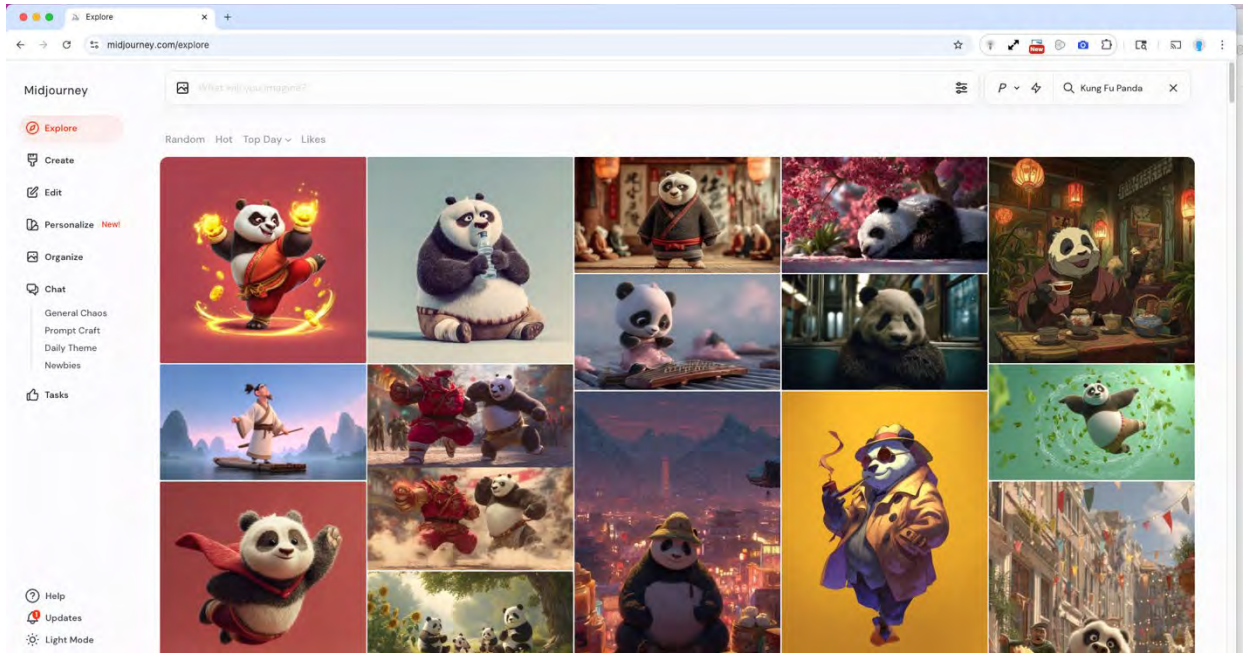 Explore
midjourney.com/explore
New
Midjourney
What will you imagine?
P
Kung Fu Panda
Explore
Random Hot Top Day Likes
Create
Edit
Personalize New!
Organize
Chat
General Chaos
Prompt Craft
Daily Theme
Newbies
Tasks
Help
Updates
Light Mode